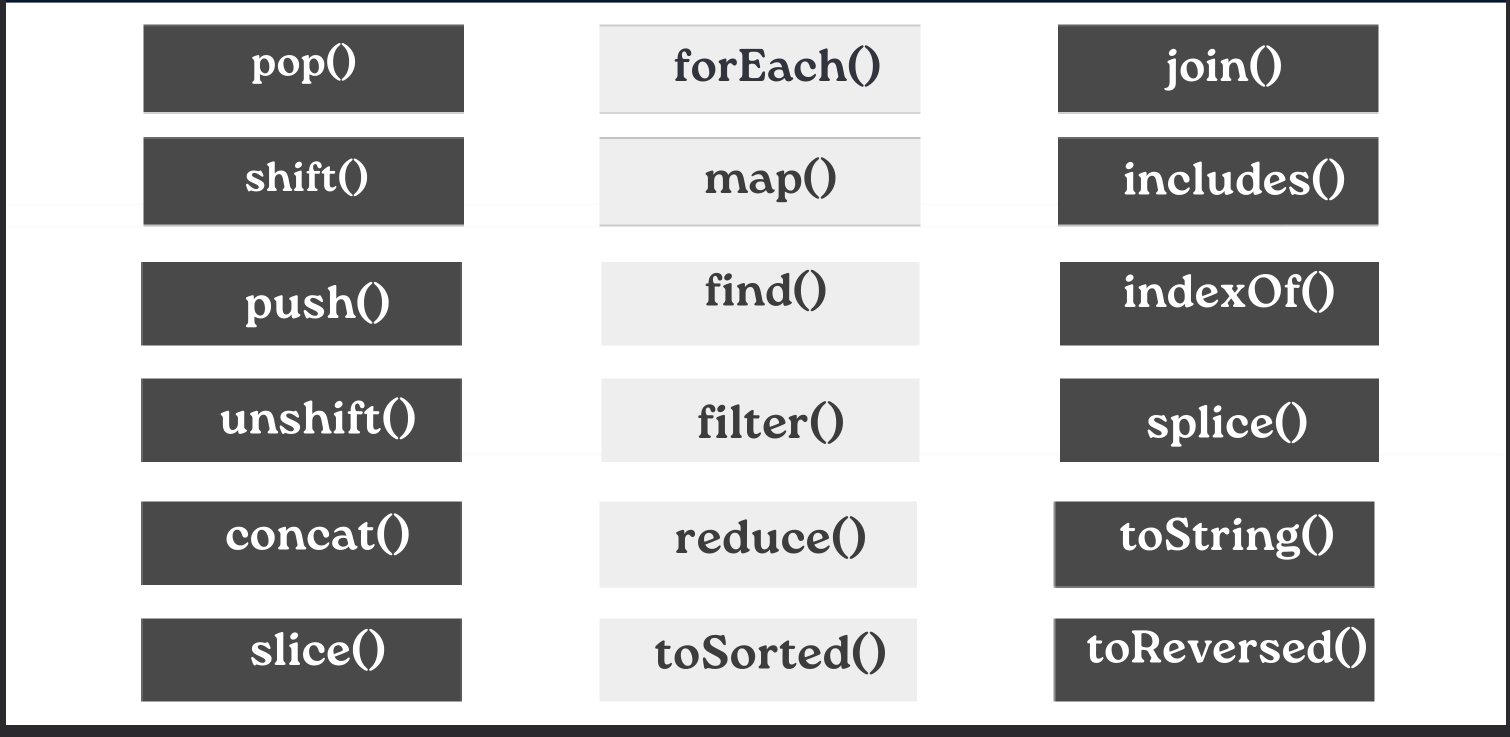 pop()
forEach()
join()
shift()
map()
includes()
push()
find()
indexOf()
unshift()
filter()
splice()
concat()
reduce()
toString()
slice()
toSorted()
toReversed()